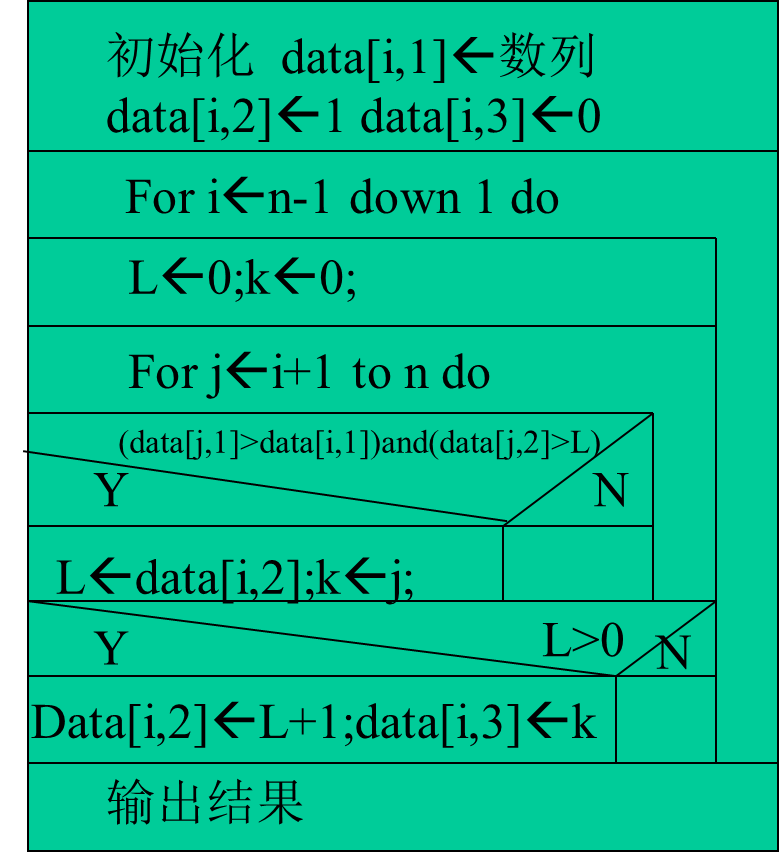 初始化 data[i,1]←数列
data[i,2]←1 data[i,3]←0
For i←n-1 down 1 do
L←0;k←0;
For j←i+1 to n do
(data[j,1]>data[i,1])and(data[j,2]>L)
Y N
L←data[i,2];k←j;
Y L>0 N
Data[i,2]←L+1;data[i,3]←k
输出结果